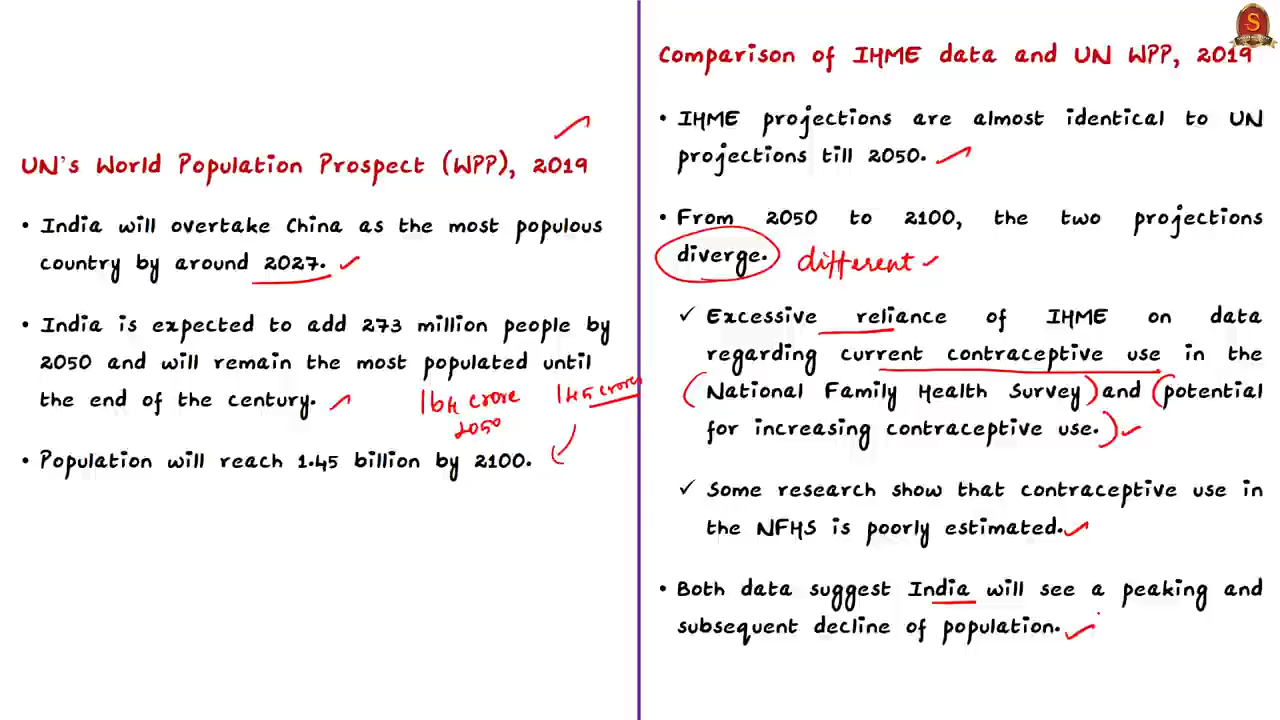 UN's World Population Prospect (WPP), 2019
• India will overtake China as the most populous
country by around 2027.
• India is expected to add 273 million people by
2050 and will remain the most populated until
the end of the century.
164 crore
2050
145 crores
• Population will reach 1.45 billion by 2100.
S
Comparison of IHME data and UN WPP, 2019
• IHME projections are almost identical to UN
projections till 2050.
• From 2050 to 2100, the two projections
diverge. different
✓ Excessive reliance of IHME on data
regarding current contraceptive use in the
(National Family Health Survey) and (potential
for increasing contraceptive use.)
✓ Some research show that contraceptive use in
the NFHS is poorly estimated.
• Both data suggest India will see a peaking and
subsequent decline of population.